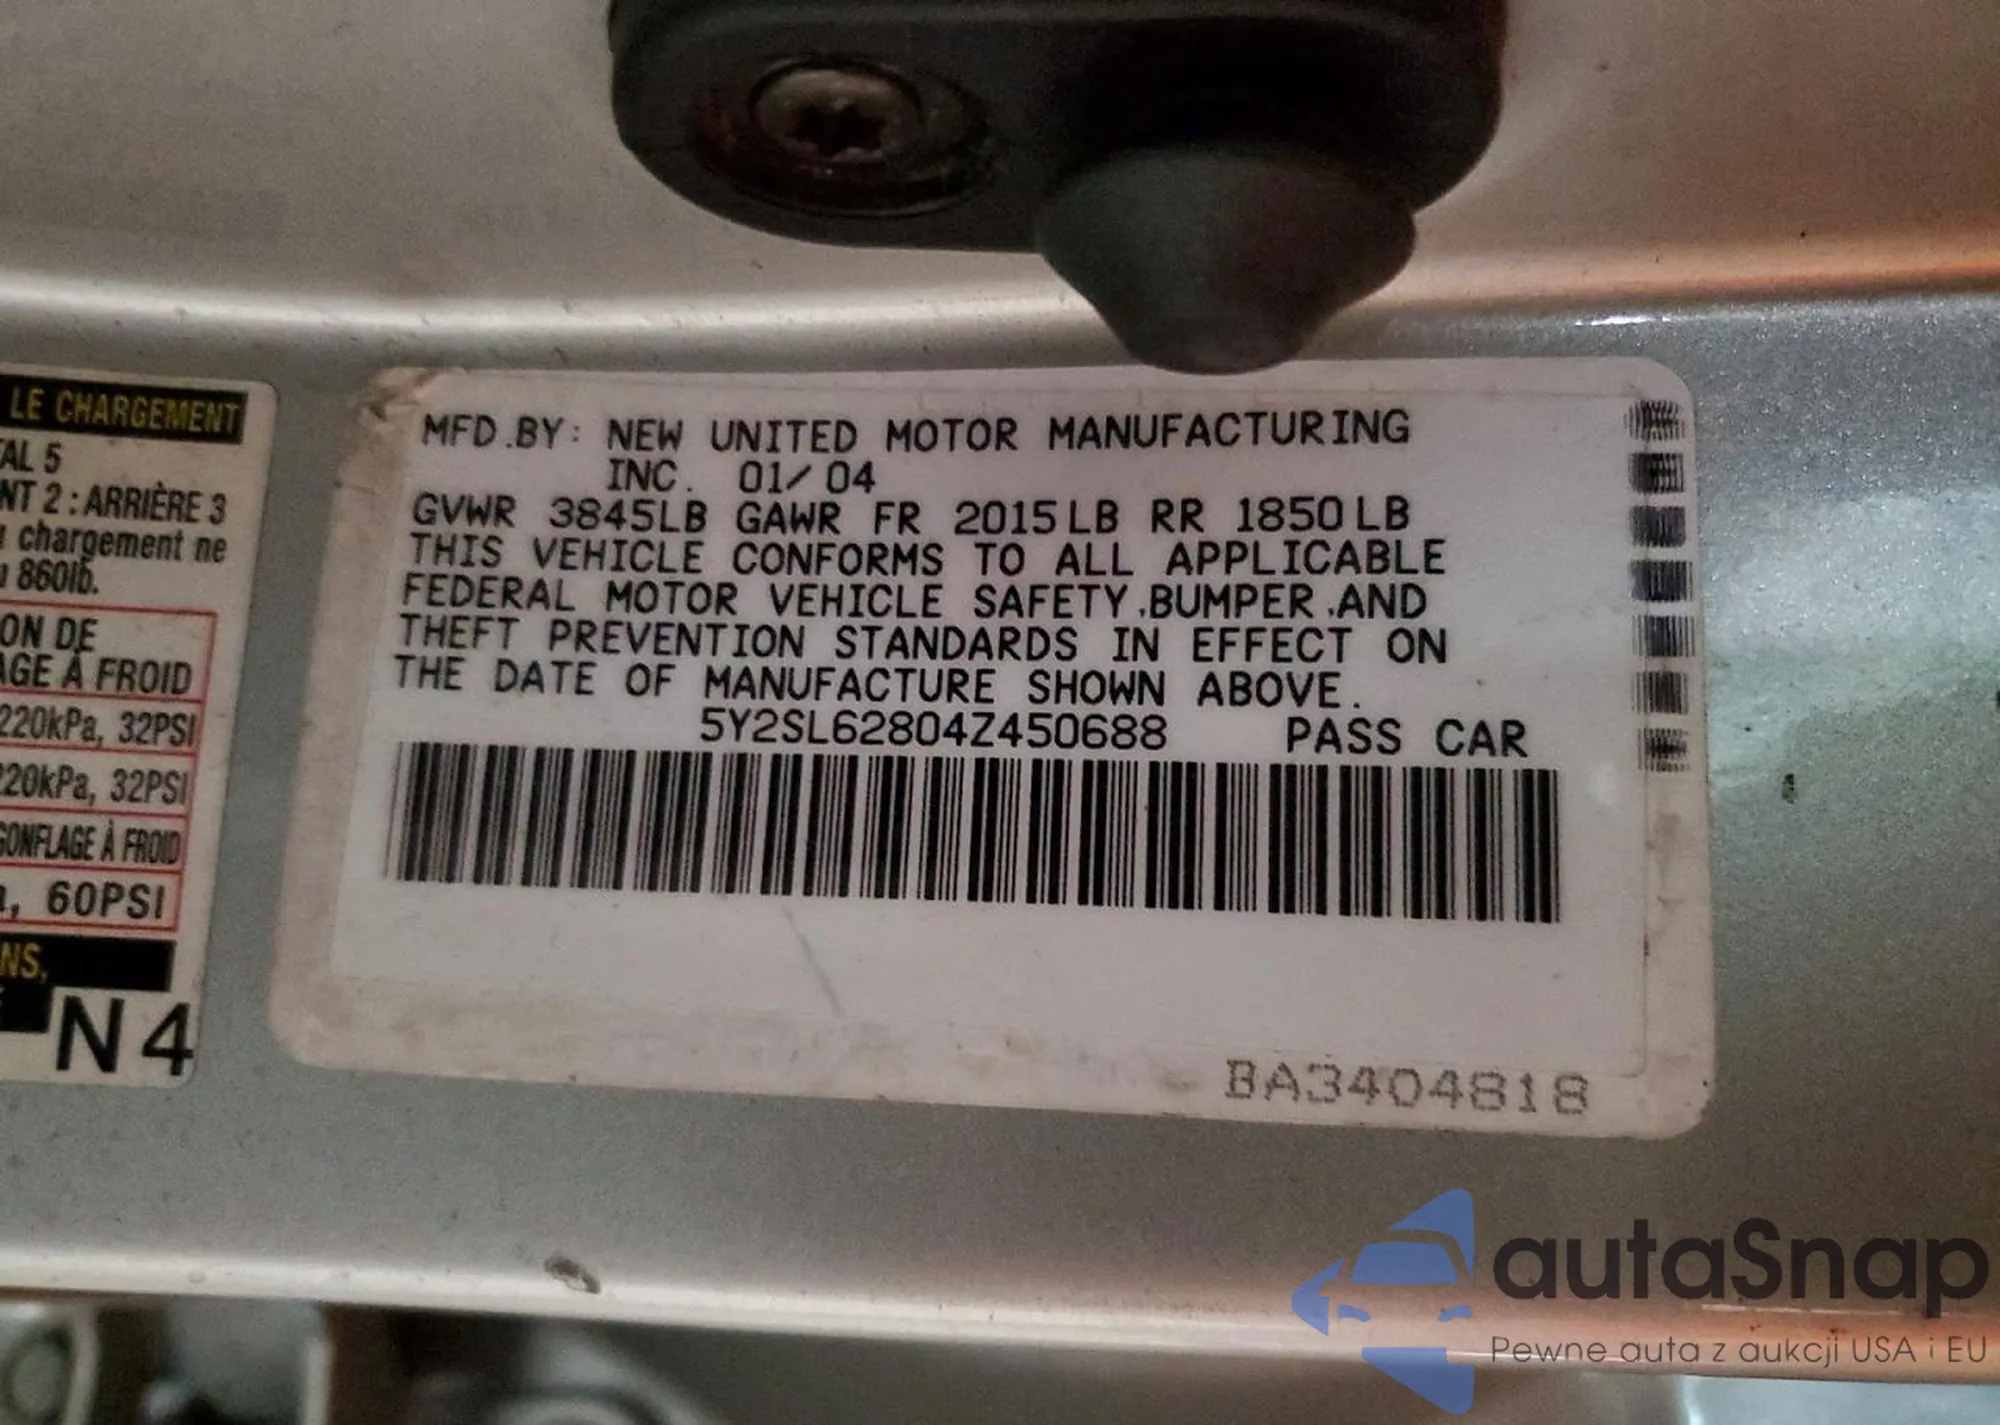 LE CHARGEMENT
AL 5
NT 2 : ARRIÈRE 3
chargement ne
860lb.
ON DE
AGE À FROID
220kPa, 32PSI
220kPa, 32PSI
GONFLAGE À FROID
, 60PSI
NS,
N4
MFD.BY: NEW UNITED MOTOR MANUFACTURING
INC. 01/04
GVWR 3845LB GAWR FR 2015LB RR 1850LB
THIS VEHICLE CONFORMS TO ALL APPLICABLE
FEDERAL MOTOR VEHICLE SAFETY,BUMPER,AND
THEFT PREVENTION STANDARDS IN EFFECT ON
THE DATE OF MANUFACTURE SHOWN ABOVE.
5Y2SL62804Z450688 PASS CAR
BA3404818
autaSnap
Pewne auta z aukcji USA i EU